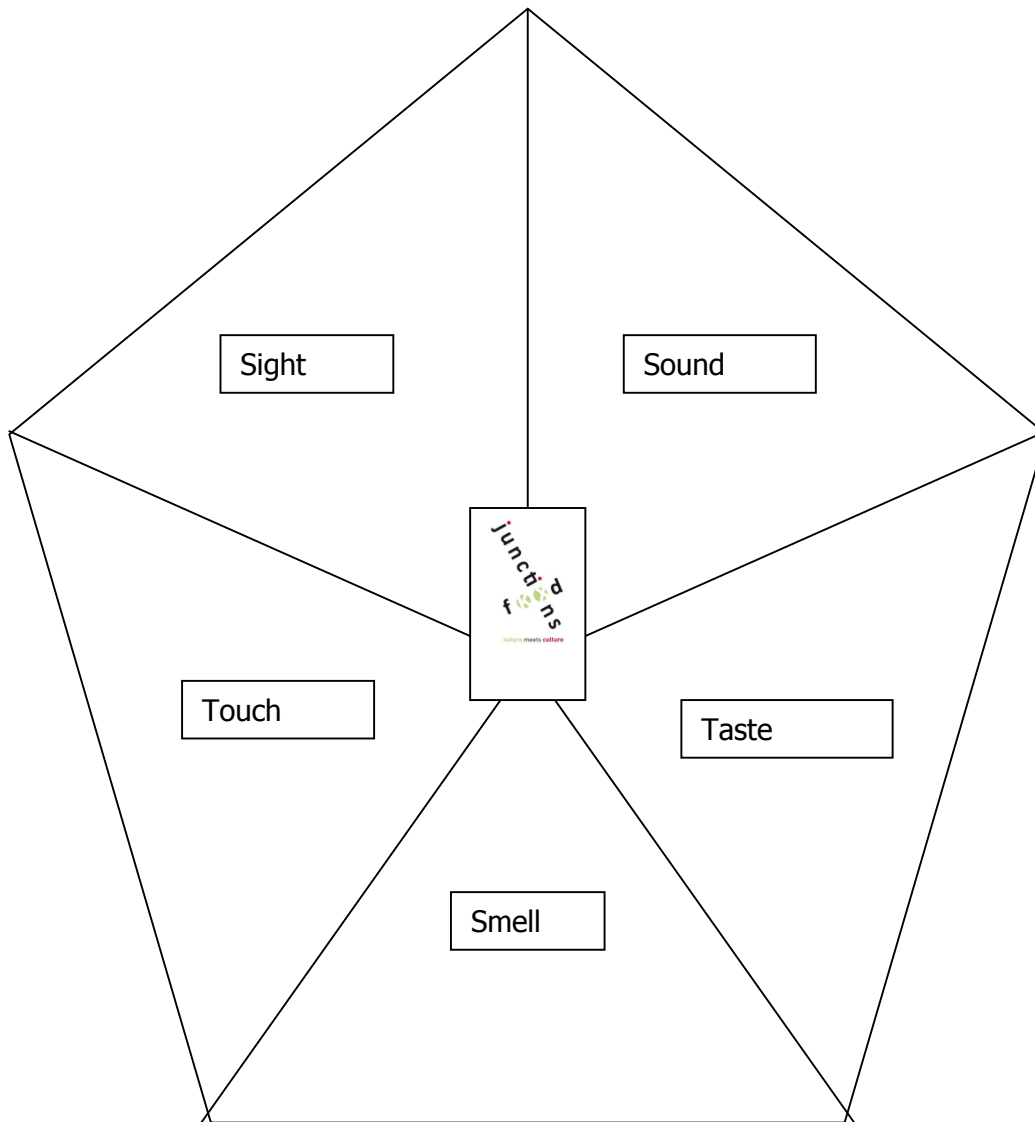 Sight
Sound
junctions
food
nature meets culture
Touch
Taste
Smell